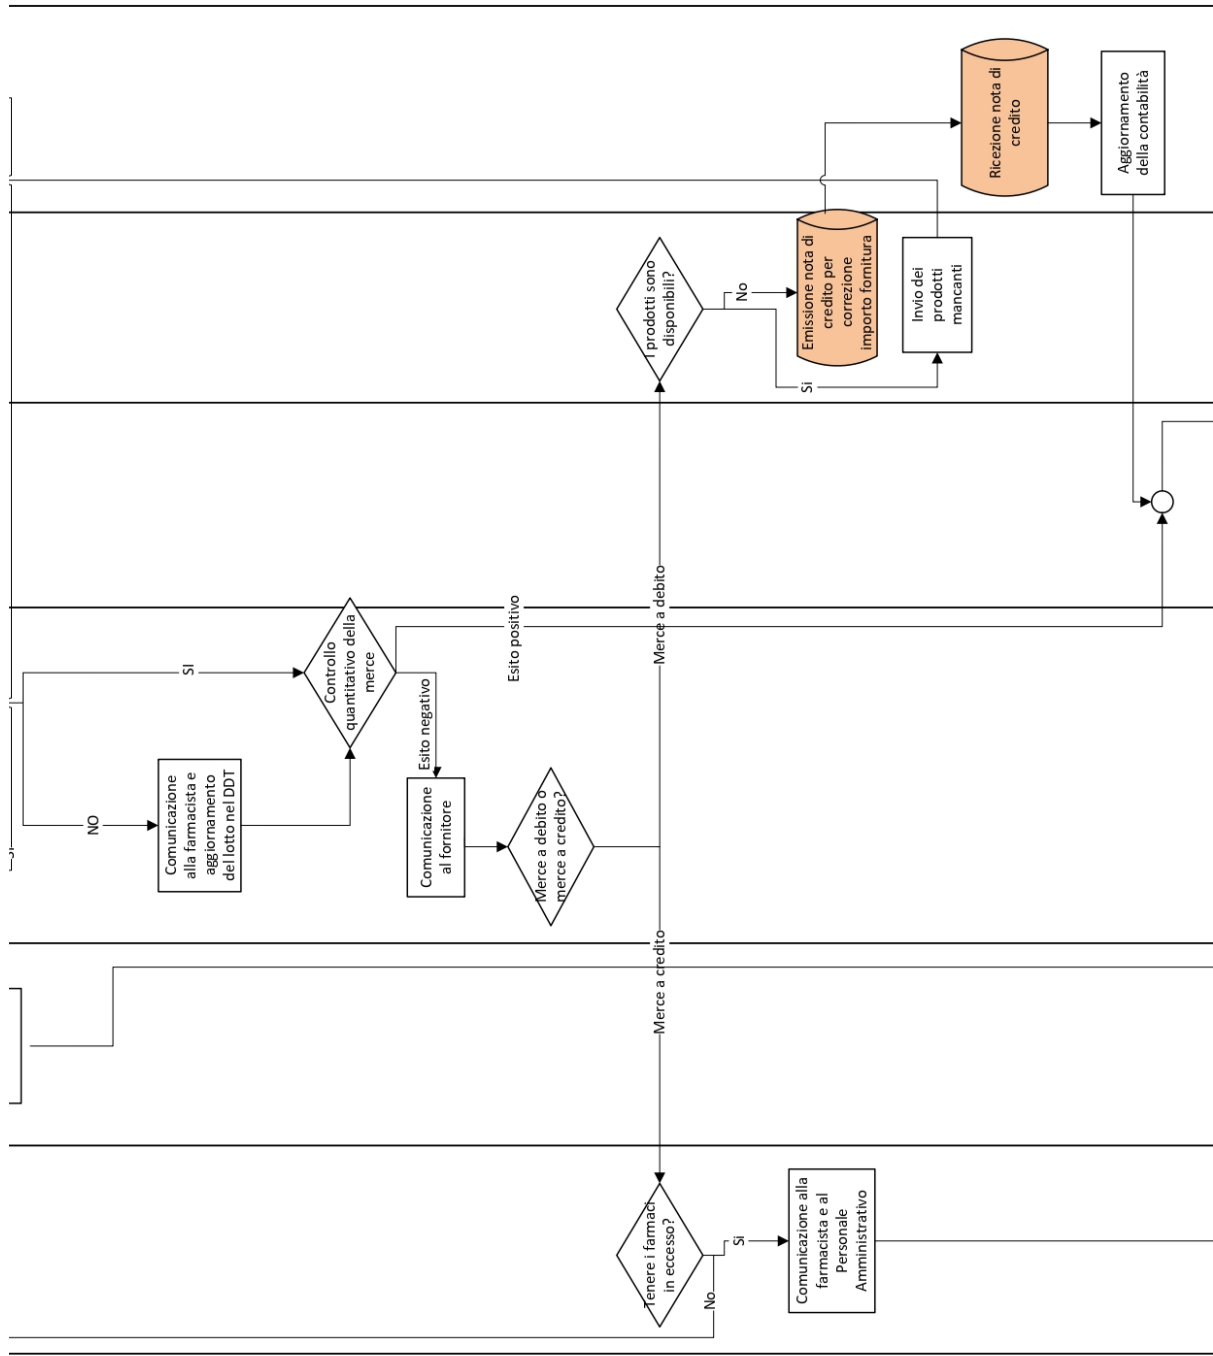 Ricezione nota di
credito
Aggiornamento
della contabilità
I prodotti sono
disponibili?
No
Emissione nota di
credito per
correzione
importo fornitura
Invio dei
prodotti
mancanti
Si
Merce a debito
Esito positivo
SI
Controllo
quantitativo della
merce
Esito negativo
NO
Comunicazione
alla farmacista e
aggiornamento
del lotto nel DDT
Comunicazione
al fornitore
Merce a debito o
merce a credito?
Merce a credito
Tenere i farmaci
in eccesso?
Si
No
Comunicazione alla
farmacista e al
Personale
Amministrativo